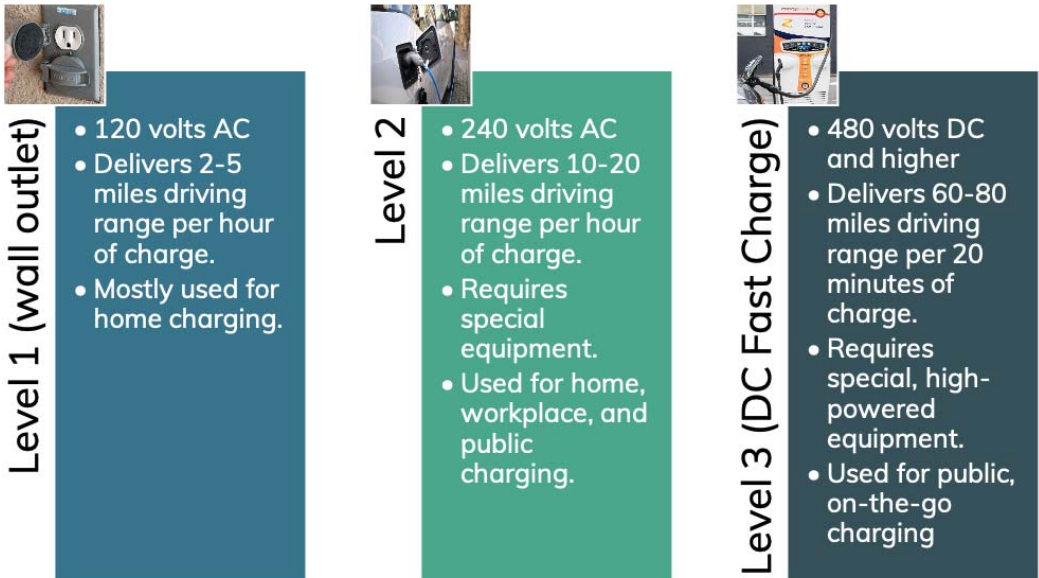 Level 1 (wall outlet)
• 120 volts AC
• Delivers 2-5
miles driving
range per hour
of charge.
• Mostly used for
home charging.
Level 2
• 240 volts AC
• Delivers 10-20
miles driving
range per hour
of charge.
• Requires
special
equipment.
• Used for home,
workplace, and
public
charging.
Level 3 (DC Fast Charge)
• 480 volts DC
and higher
• Delivers 60-80
miles driving
range per 20
minutes of
charge.
• Requires
special, high-
powered
equipment.
• Used for public,
on-the-go
charging